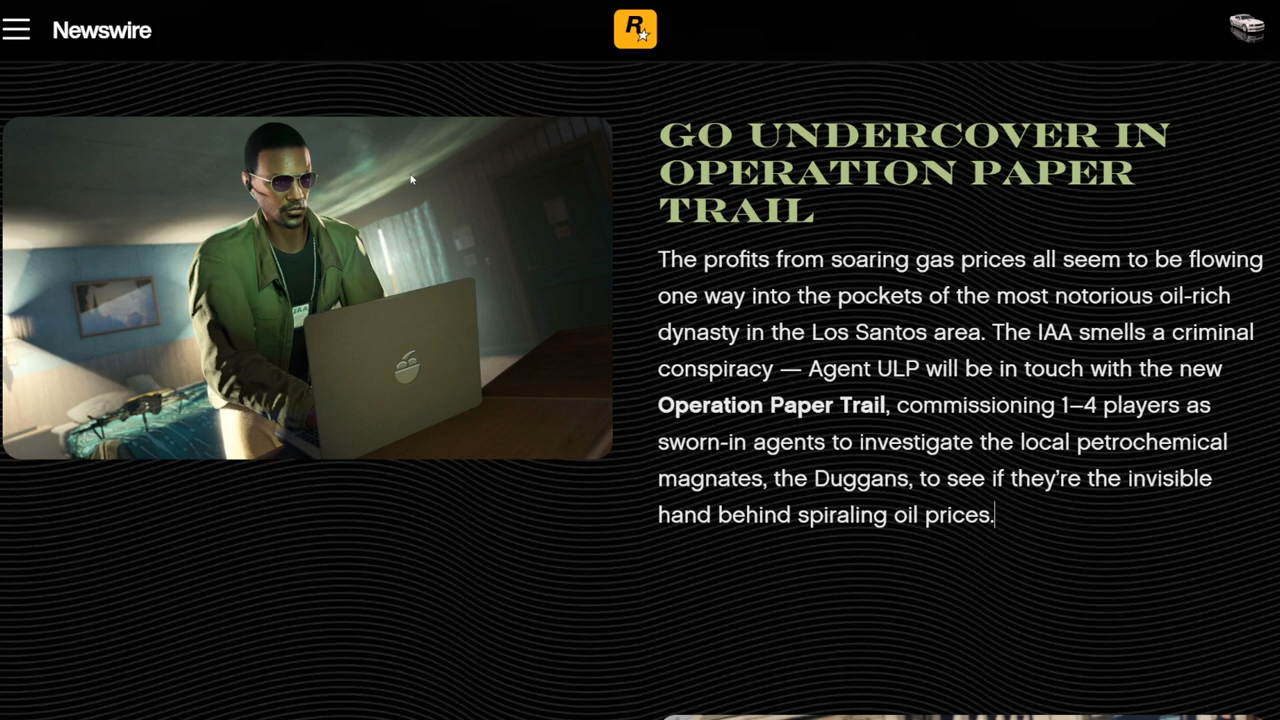 Newswire
R
GO UNDERCOVER IN
OPERATION PAPER
TRAIL
The profits from soaring gas prices all seem to be flowing
one way into the pockets of the most notorious oil-rich
dynasty in the Los Santos area. The IAA smells a criminal
conspiracy — Agent ULP will be in touch with the new
Operation Paper Trail, commissioning 1–4 players as
sworn-in agents to investigate the local petrochemical
magnates, the Duggans, to see if they’re the invisible
hand behind spiraling oil prices.
IAA